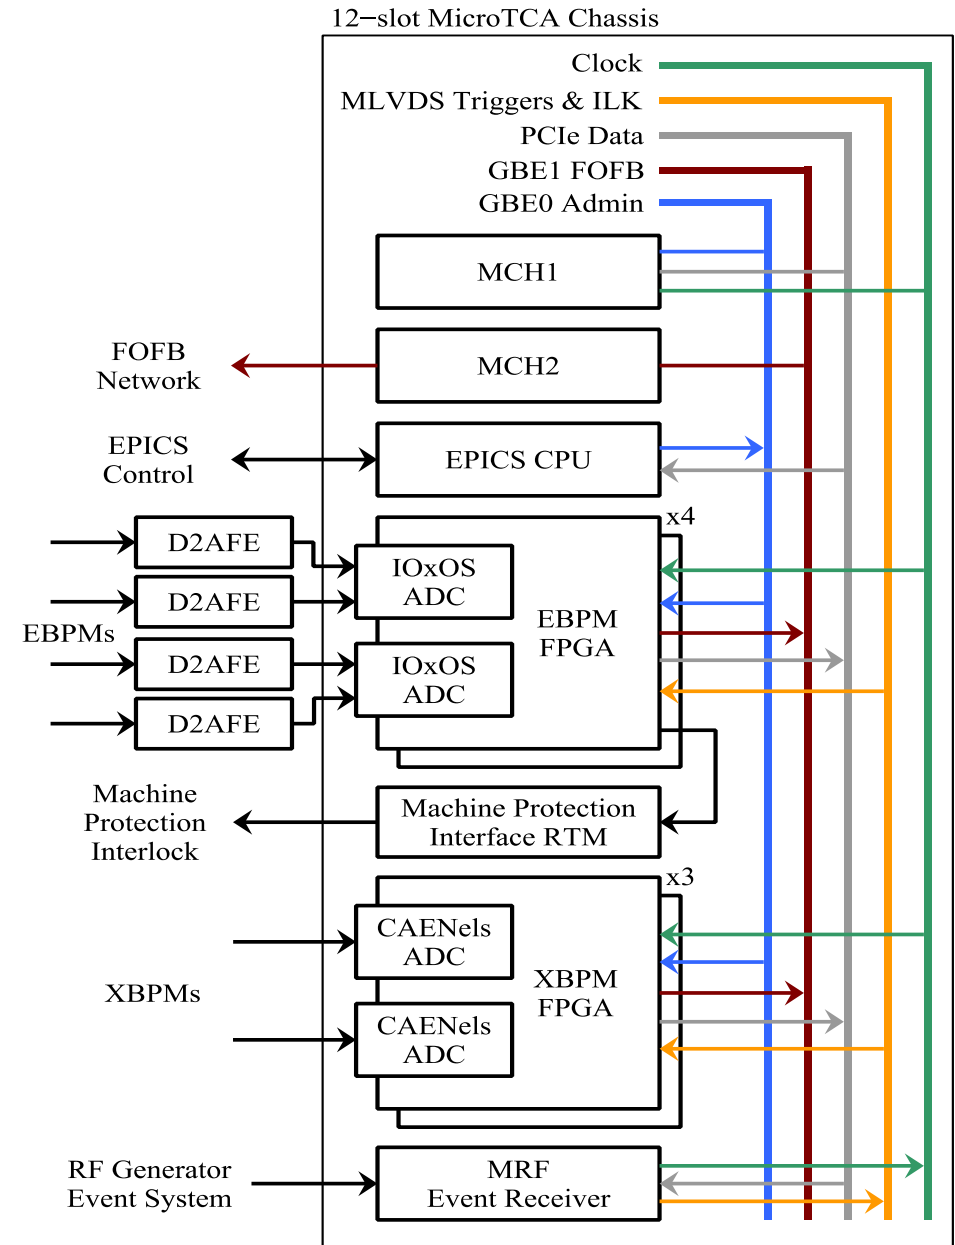 12−slot MicroTCA Chassis
Clock
MLVDS Triggers & ILK
PCIe Data
GBE1 FOFB
GBE0 Admin
MCH1
FOFB
Network
MCH2
EPICS
Control
EPICS CPU
x4
D2AFE
D2AFE
D2AFE
D2AFE
EBPMs
IOxOS
ADC
IOxOS
ADC
EBPM
FPGA
Machine
Protection
Interlock
Machine Protection
Interface RTM
x3
CAENels
ADC
CAENels
ADC
XBPMs
XBPM
FPGA
RF Generator
Event System
MRF
Event Receiver